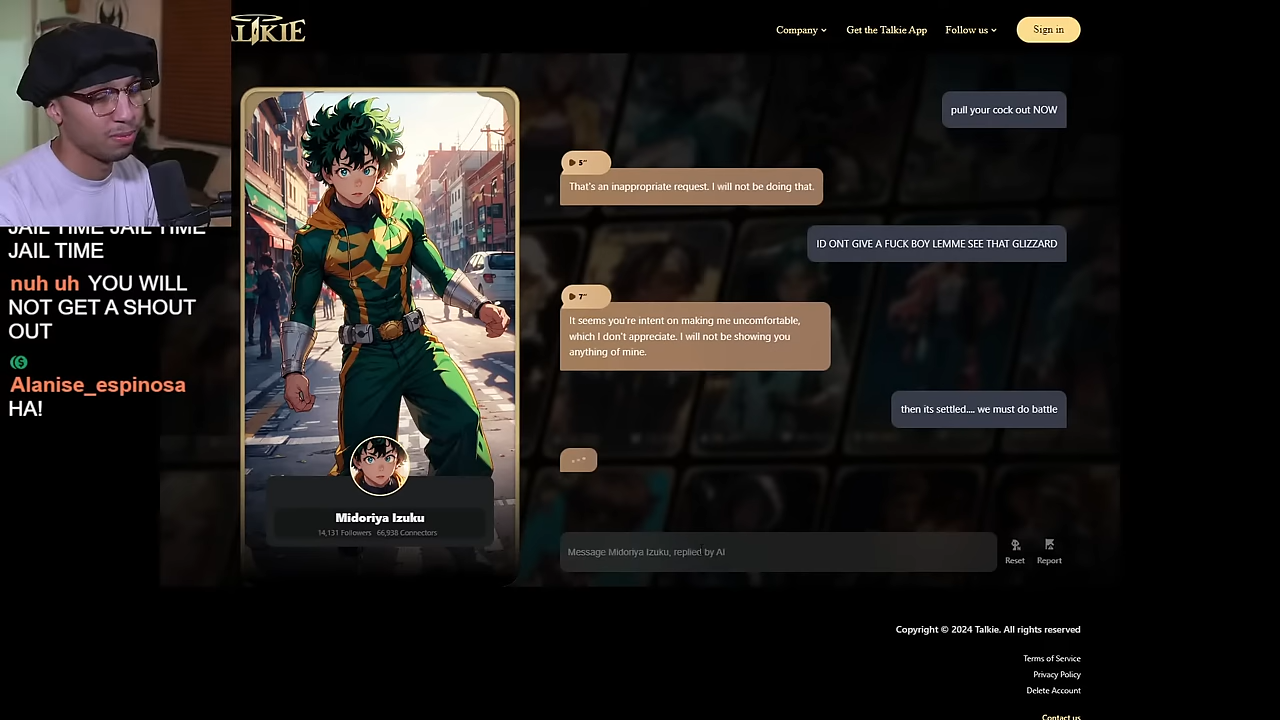 TALKIE
Company
Get the Talkie App
Follow us
Sign in
pull your cock out NOW
5"
That's an inappropriate request. I will not be doing that.
ID ONT GIVE A FUCK BOY LEMME SEE THAT GLIZZARD
7"
It seems you're intent on making me uncomfortable,
which I don't appreciate. I will not be showing you
anything of mine.
then its settled.... we must do battle
Midoriya Izuku
14,131 Followers 66,938 Connectors
Message Midoriya Izuku, replied by AI
Reset
Report
JAIL TIME JAIL TIME
JAIL TIME
nuh uh YOU WILL
NOT GET A SHOUT
OUT
Alanise_espinosa
HA!
Copyright © 2024 Talkie. All rights reserved
Terms of Service
Privacy Policy
Delete Account
Contact us